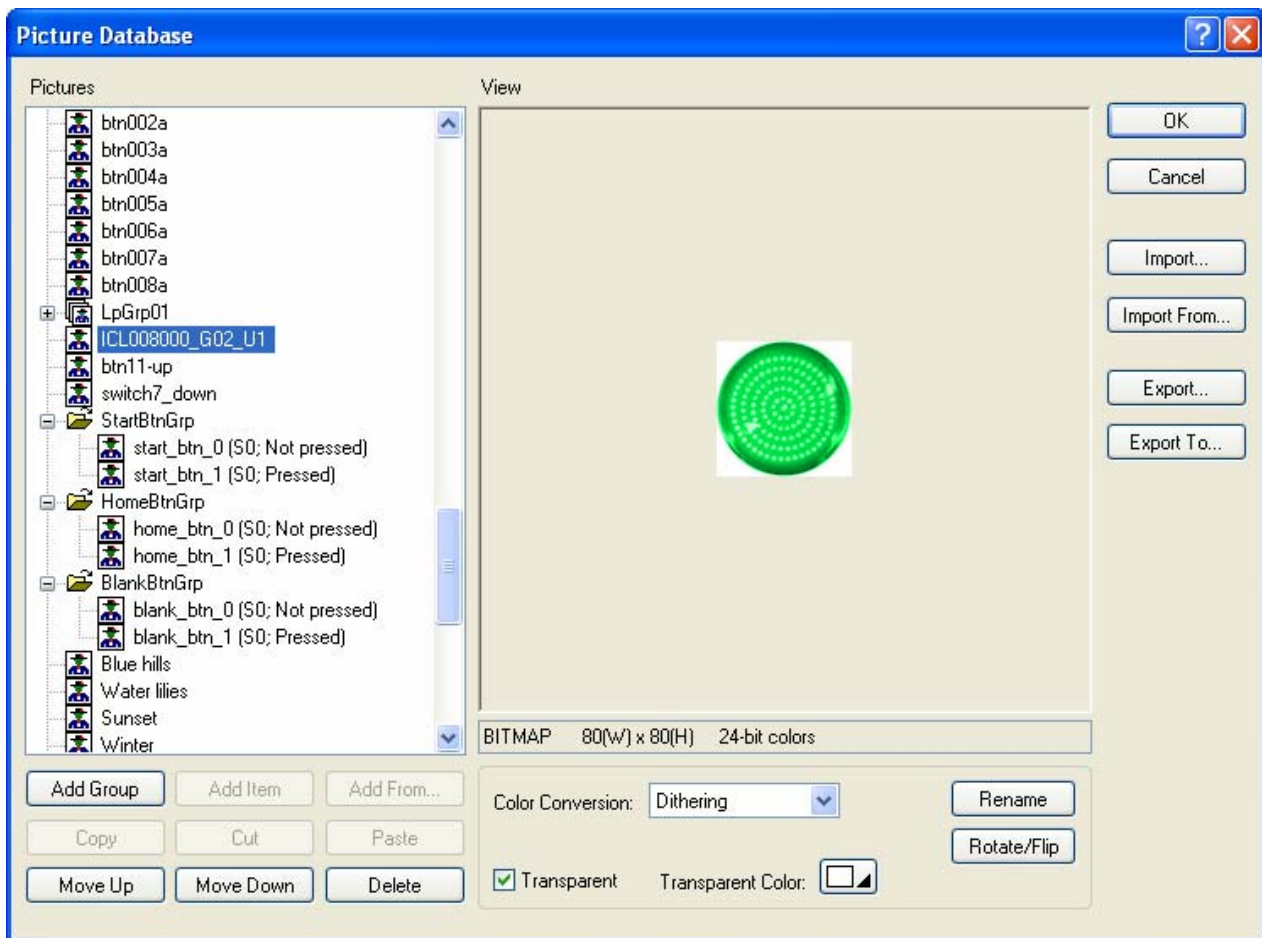 Picture Database
Pictures
btn002a
btn003a
btn004a
btn005a
btn006a
btn007a
btn008a
LpGrp01
ICL008000_G02_U1
btn11-up
switch7_down
StartBtnGrp
start_btn_0 (S0; Not pressed)
start_btn_1 (S0; Pressed)
HomeBtnGrp
home_btn_0 (S0; Not pressed)
home_btn_1 (S0; Pressed)
BlankBtnGrp
blank_btn_0 (S0; Not pressed)
blank_btn_1 (S0; Pressed)
Blue hills
Water lilies
Sunset
Winter
Add Group Add Item Add From...
Copy Cut Paste
Move Up Move Down Delete
View
BITMAP 80(W) x 80(H) 24-bit colors
Color Conversion: Dithering
Rename
Rotate/Flip
Transparent Transparent Color:
OK
Cancel
Import...
Import From...
Export...
Export To...